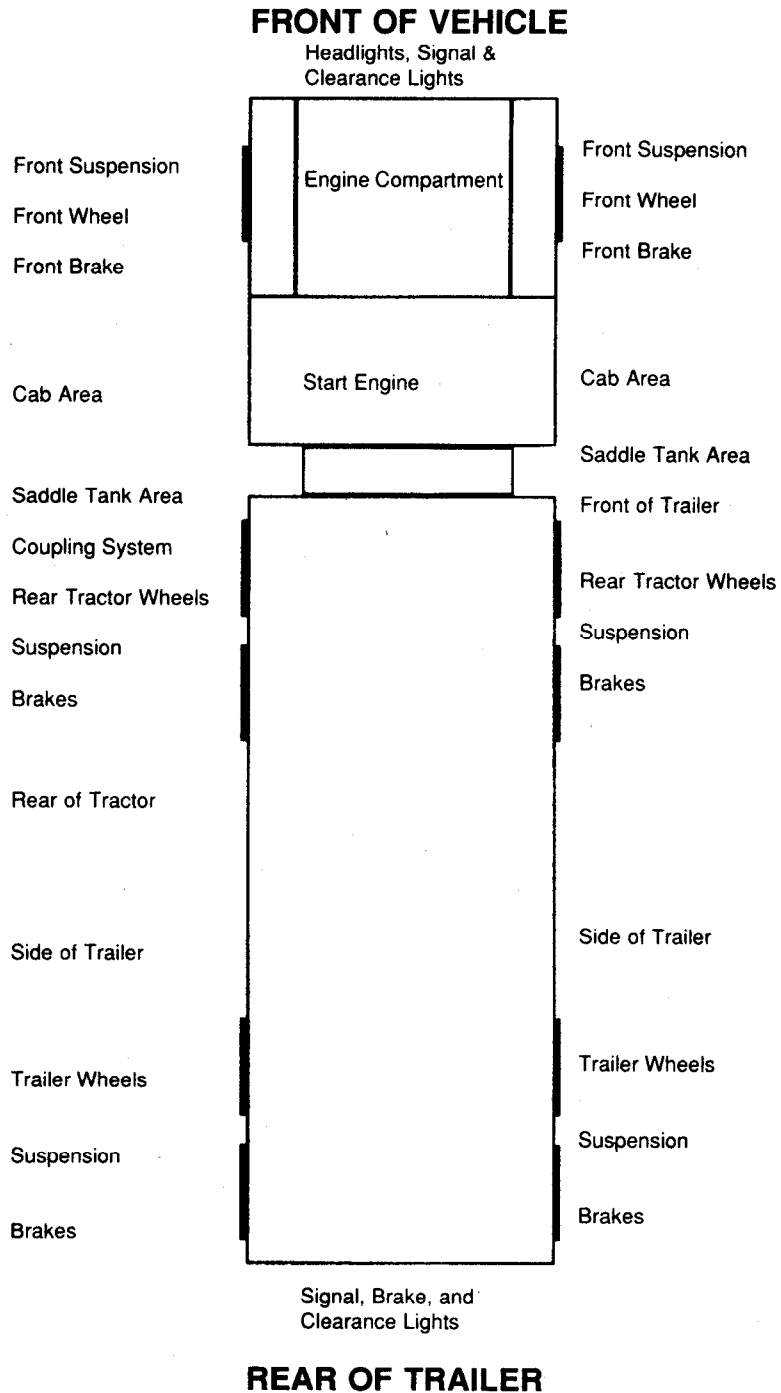 FRONT OF VEHICLE
Headlights, Signal &
Clearance Lights
Front Suspension
Front Wheel
Front Brake
Cab Area
Saddle Tank Area
Coupling System
Rear Tractor Wheels
Suspension
Brakes
Rear of Tractor
Side of Trailer
Trailer Wheels
Suspension
Brakes
Engine Compartment
Start Engine
Front Suspension
Front Wheel
Front Brake
Cab Area
Saddle Tank Area
Front of Trailer
Rear Tractor Wheels
Suspension
Brakes
Side of Trailer
Trailer Wheels
Suspension
Brakes
Signal, Brake, and
Clearance Lights
REAR OF TRAILER